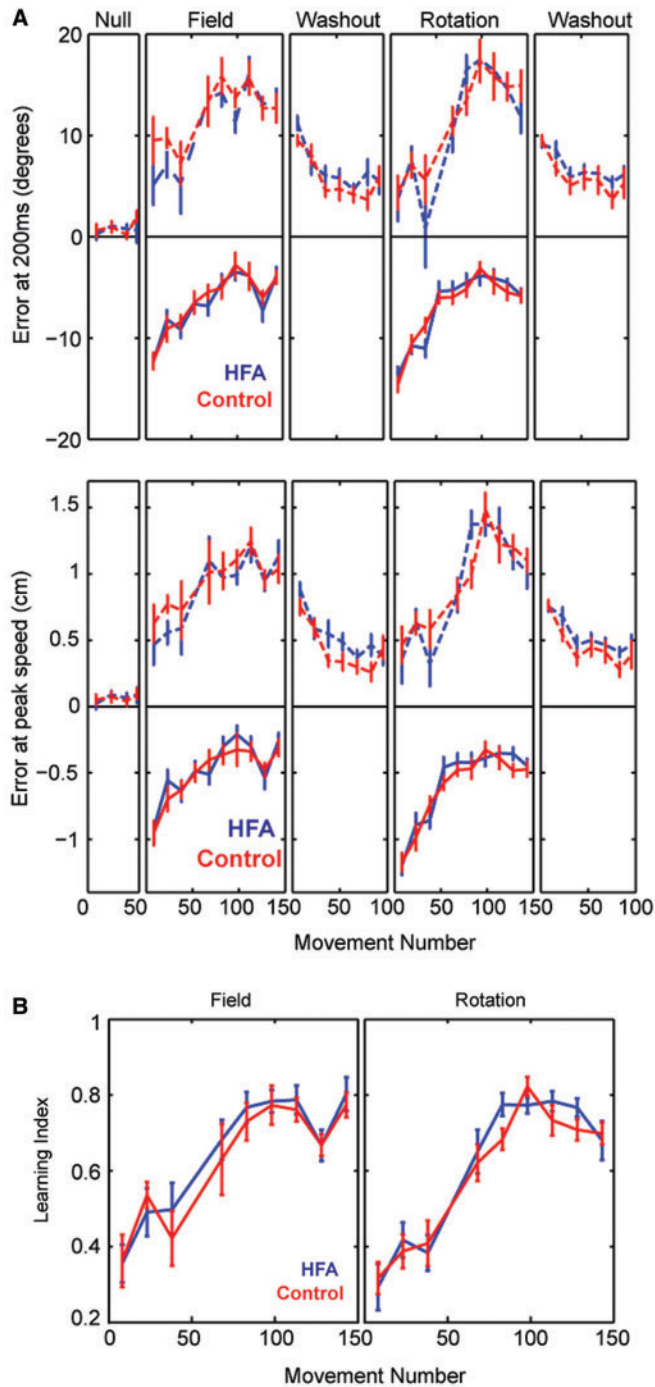 A
Null Field Washout Rotation Washout
Error at 200ms (degrees)
20
10
0
−10
−20
HFA
Control
Error at peak speed (cm)
1.5
1
0.5
0
−0.5
−1
HFA
Control
0 50 50 100 150 50 100 50 100 150 50 100
Movement Number
B
Field Rotation
Learning Index
1
0.8
0.6
0.4
0.2
HFA
Control
0 50 100 150 50 100 150
Movement Number